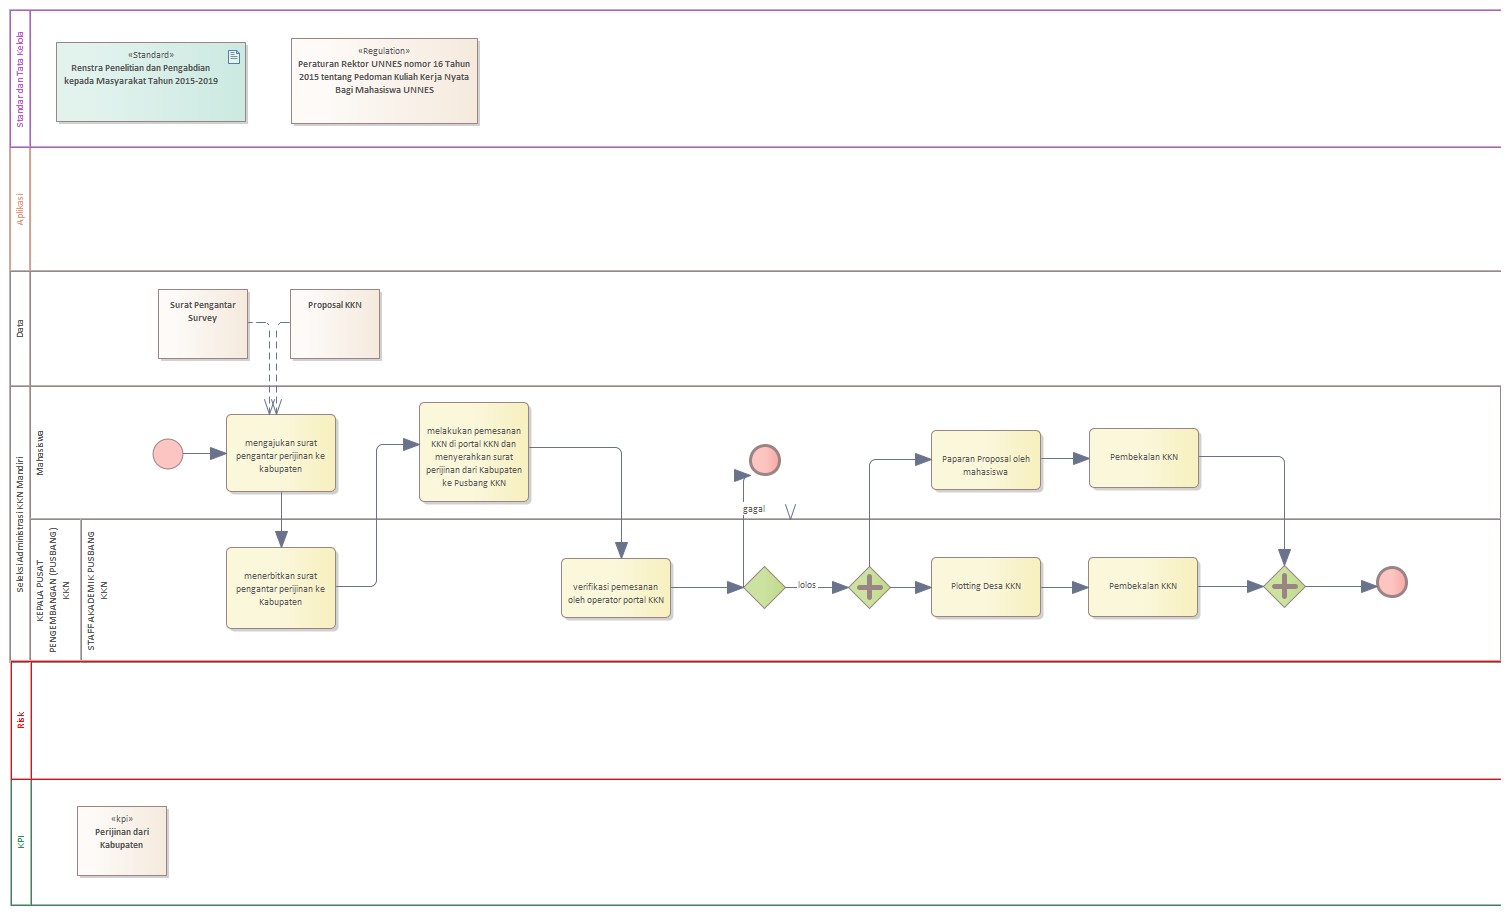 Standar dan Tata Kelola
«Standard»
Renstra Penelitian dan Pengabdian
kepada Masyarakat Tahun 2015-2019
«Regulation»
Peraturan Rektor UNNES nomor 16 Tahun
2015 tentang Pedoman Kuliah Kerja Nyata
Bagi Mahasiswa UNNES
Aplikasi
Data
Surat Pengantar
Survey
Proposal KKN
Seleksi Administrasi KKN Mandiri
Mahasiswa
mengajukan surat
pengantar perijinan ke
kabupaten
melakukan pemesanan
KKN di portal KKN dan
menyerahkan surat
perijinan dari Kabupaten
ke Pusbang KKN
gagal
Paparan Proposal oleh
mahasiswa
Pembekalan KKN
KEPALA PUSAT
PENGEMBANGAN (PUSBANG)
KKN
STAFF AKADEMIK PUSBANG
KKN
menerbitkan surat
pengantar perijinan ke
Kabupaten
verifikasi pemesanan
oleh operator portal KKN
lolos
Plotting Desa KKN
Pembekalan KKN
Risk
KPI
«kpi»
Perijinan dari
Kabupaten